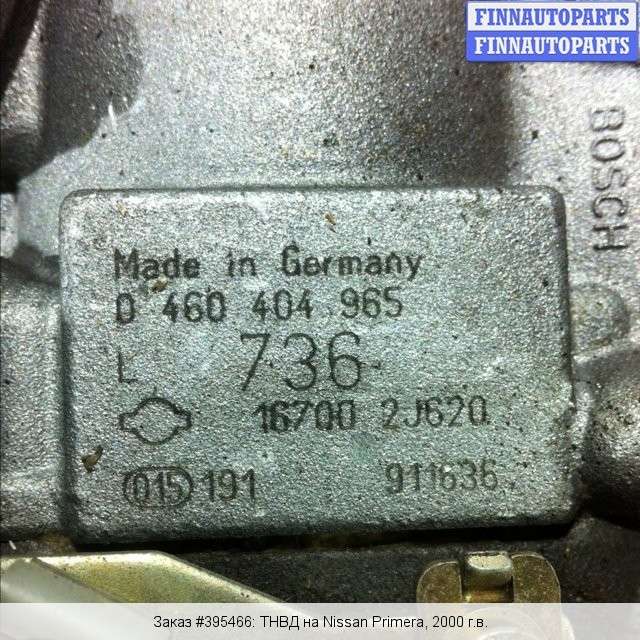 FINNAUTOPARTS
FINNAUTOPARTS
BOSCH
Made in Germany
0 460 404 965
L 736
16700 2J620
015 191 911636
Заказ #395466: ТНВД на Nissan Primera, 2000 г.в.